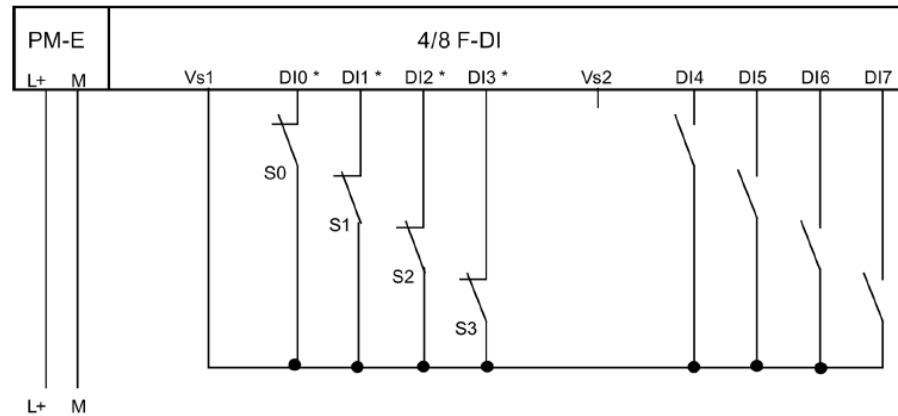 PM-E 4/8 F-DI
L+ M Vs1 DI0 * DI1 * DI2 * DI3 * Vs2 DI4 DI5 DI6 DI7
S0
S1
S2
S3
L+ M